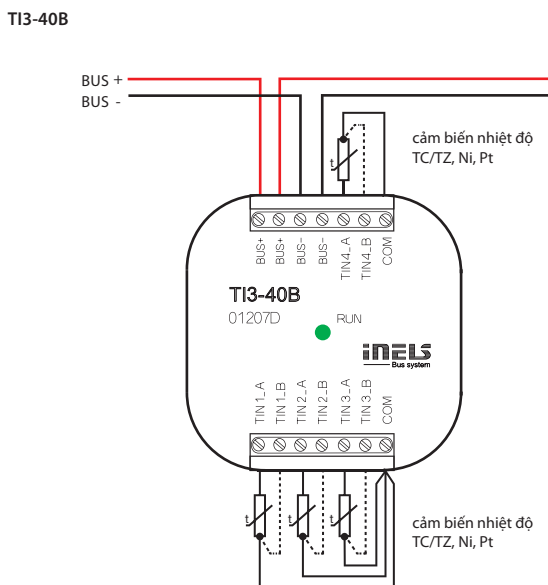 TI3-40B
BUS +
BUS -
cảm biến nhiệt độ
TC/TZ, Ni, Pt
t
BUS+
BUS+
BUS-
BUS-
TIN4_A
TIN4_B
COM
TI3-40B
01207D
RUN
iNELS
Bus system
TIN1_A
TIN1_B
TIN2_A
TIN2_B
TIN3_A
TIN3_B
COM
t
t
t
cảm biến nhiệt độ
TC/TZ, Ni, Pt